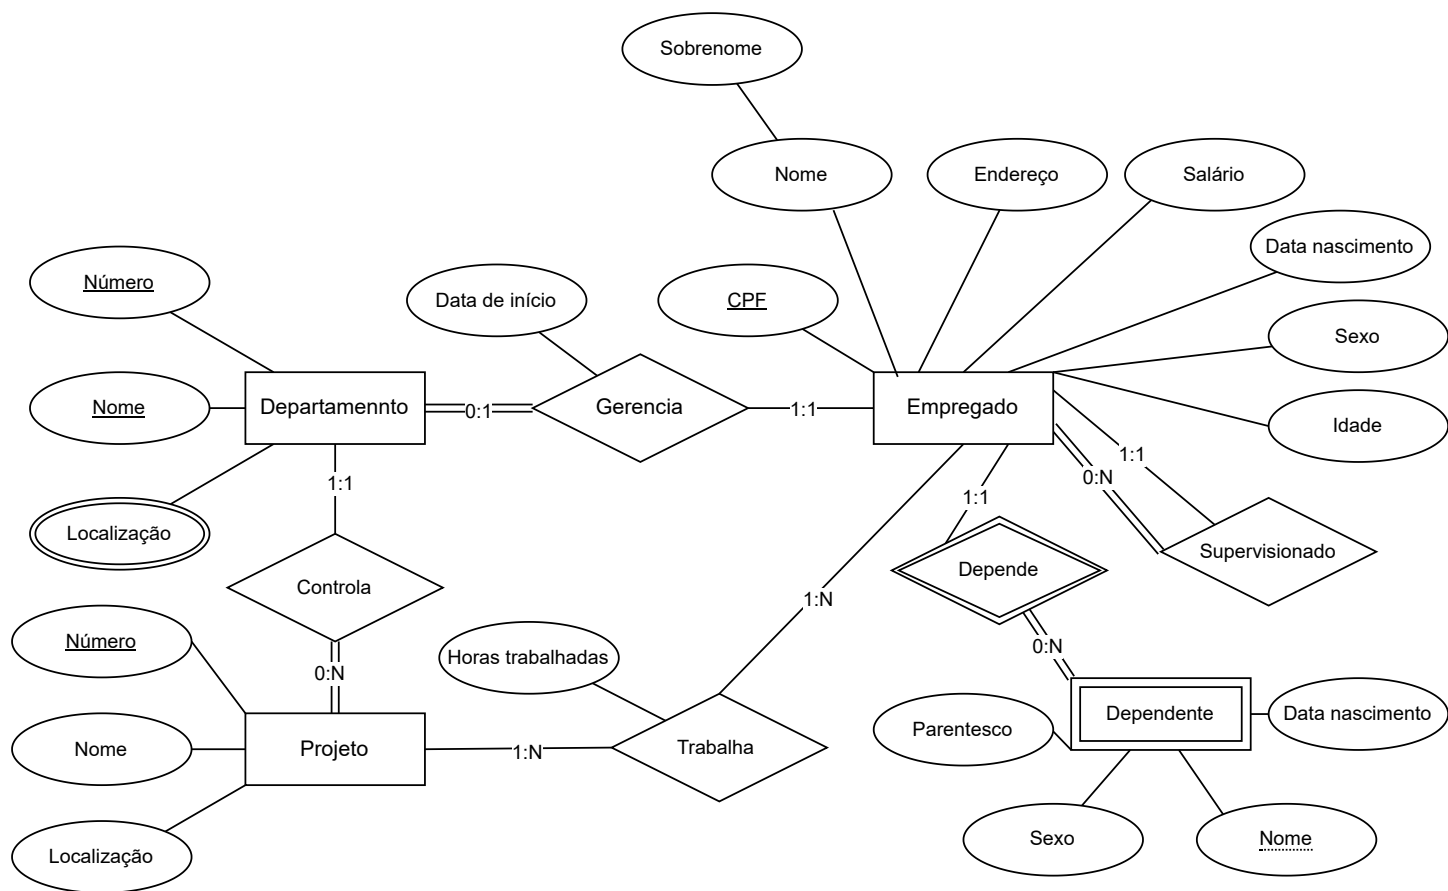 Sobrenome
Nome
Endereço
Salário
Data nascimento
Número
Data de início
CPF
Sexo
Nome
Departamennto
0:1
Gerencia
1:1
Empregado
Idade
1:1
0:N
1:1
1:1
Localização
Supervisionado
Depende
Controla
1:N
Número
0:N
Horas trabalhadas
0:N
Parentesco
Dependente
Data nascimento
Nome
Projeto
1:N
Trabalha
Sexo
Nome
Localização